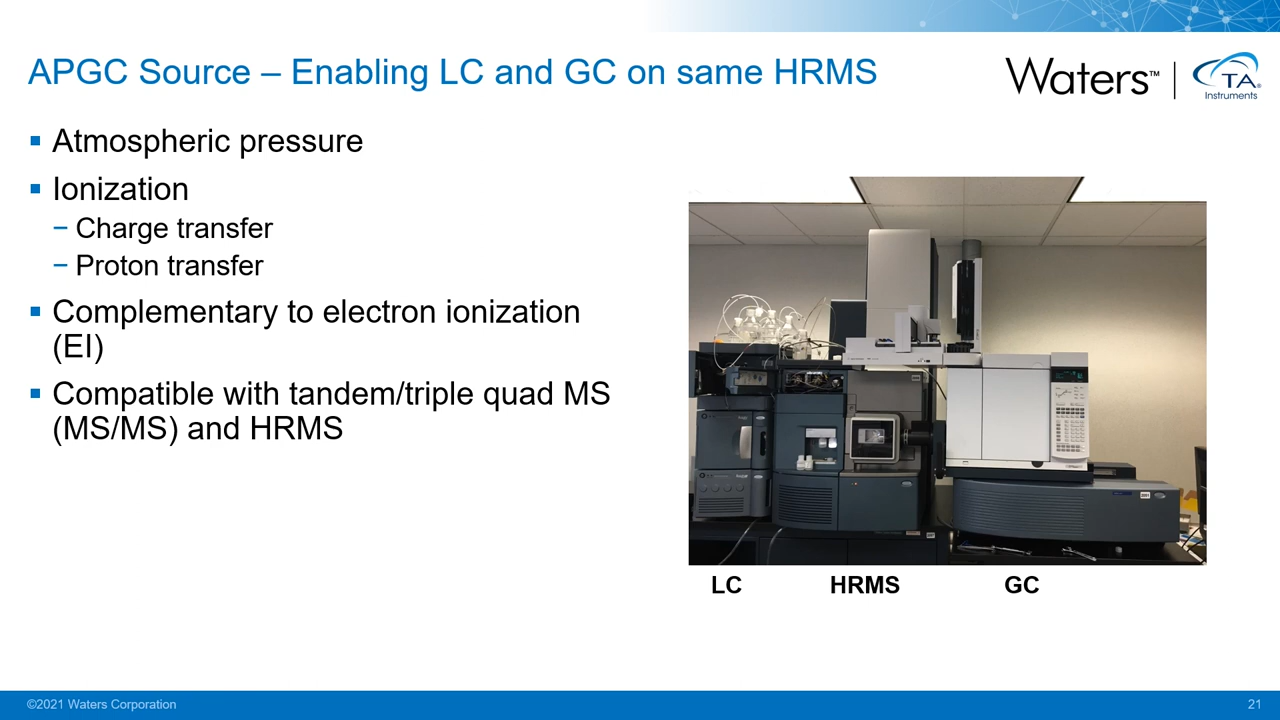 APGC Source – Enabling LC and GC on same HRMS
Waters™
TA
Instruments
▪ Atmospheric pressure
▪ Ionization
− Charge transfer
− Proton transfer
▪ Complementary to electron ionization
(EI)
▪ Compatible with tandem/triple quad MS
(MS/MS) and HRMS
LC HRMS GC
©2021 Waters Corporation 21